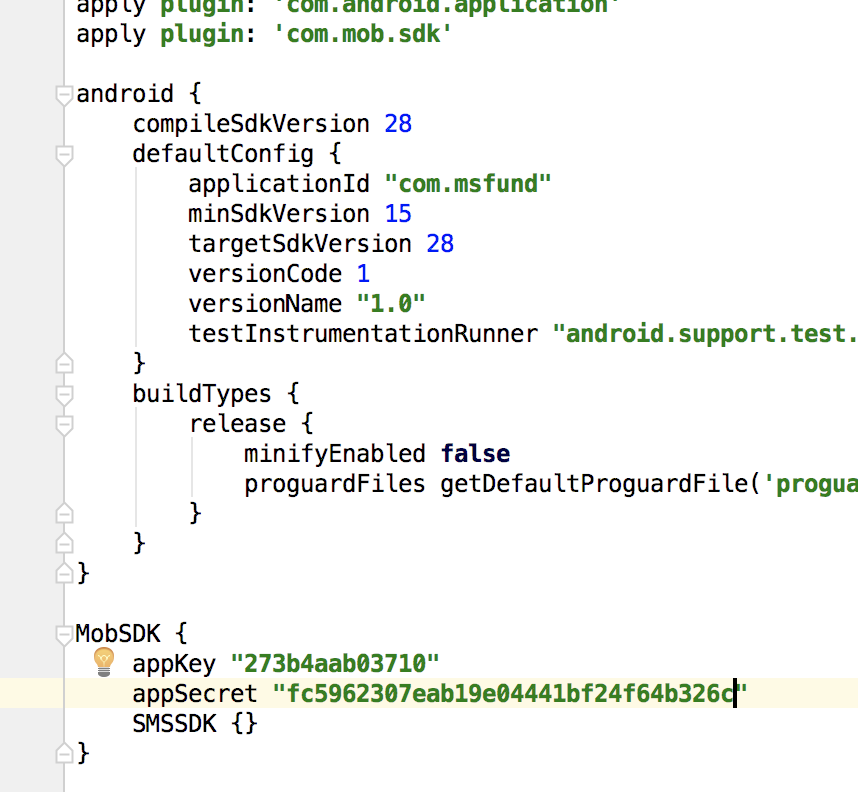 apply plugin: 'com.android.application'
apply plugin: 'com.mob.sdk'
android {
compileSdkVersion 28
defaultConfig {
applicationId "com.msfund"
minSdkVersion 15
targetSdkVersion 28
versionCode 1
versionName "1.0"
testInstrumentationRunner "android.support.test.
}
buildTypes {
release {
minifyEnabled false
proguardFiles getDefaultProguardFile('progua
}
}
}
MobSDK {
appKey "273b4aab03710"
appSecret "fc5962307eab19e04441bf24f64b326c"
SMSSDK {}
}